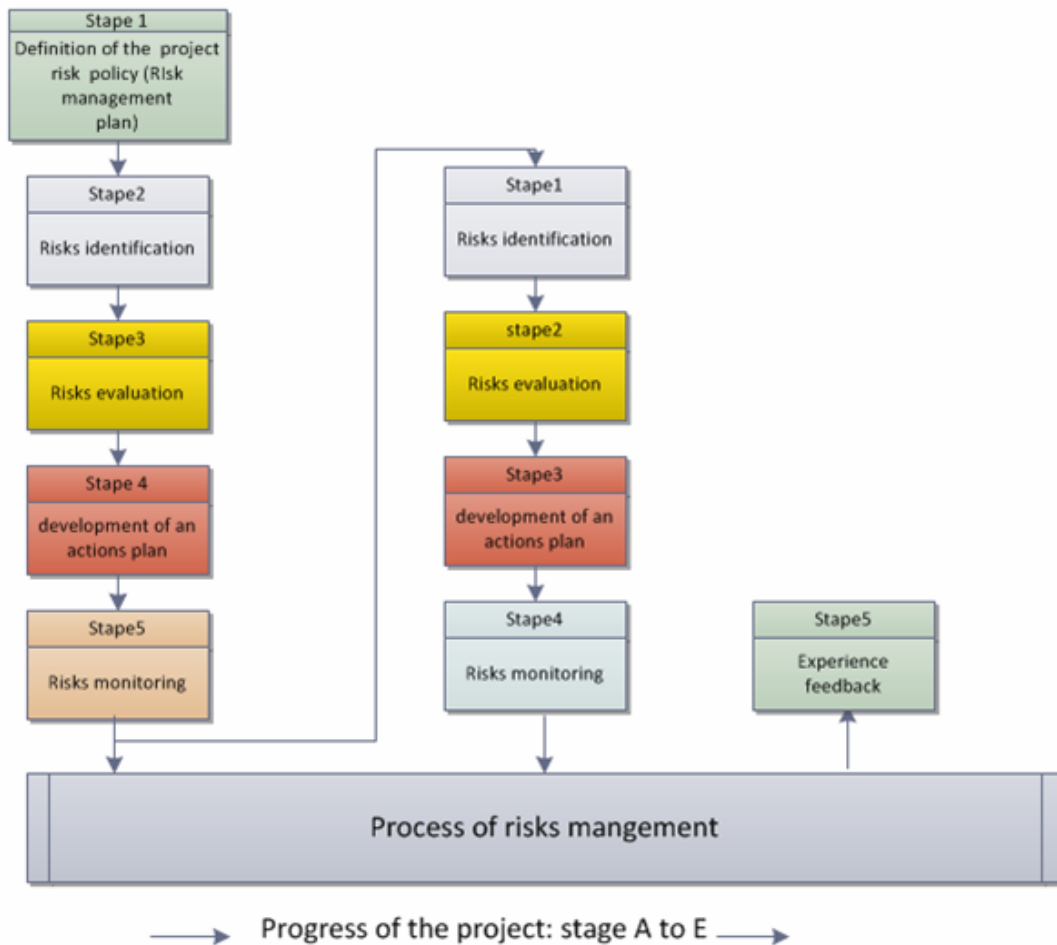 Stape 1
Definition of the project
risk policy (RIsk
management
plan)
Stape2
Risks identification
Stape3
Risks evaluation
Stape 4
development of an
actions plan
Stape5
Risks monitoring
Stape1
Risks identification
stape2
Risks evaluation
Stape3
development of an
actions plan
Stape4
Risks monitoring
Stape5
Experience
feedback
Process of risks mangement
Progress of the project: stage A to E